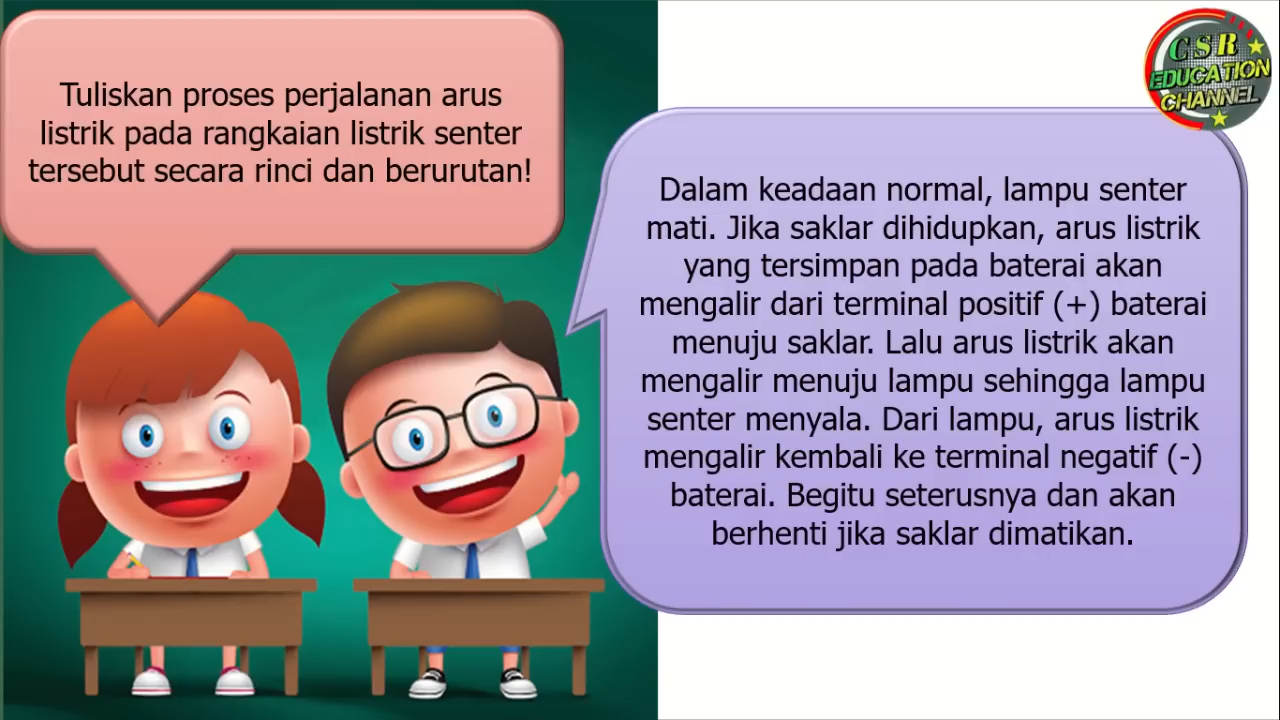 Tuliskan proses perjalanan arus
listrik pada rangkaian listrik senter
tersebut secara rinci dan berurutan!
CSR
EDUCATION
CHANNEL
Dalam keadaan normal, lampu senter
mati. Jika saklar dihidupkan, arus listrik
yang tersimpan pada baterai akan
mengalir dari terminal positif (+) baterai
menuju saklar. Lalu arus listrik akan
mengalir menuju lampu sehingga lampu
senter menyala. Dari lampu, arus listrik
mengalir kembali ke terminal negatif (-)
baterai. Begitu seterusnya dan akan
berhenti jika saklar dimatikan.